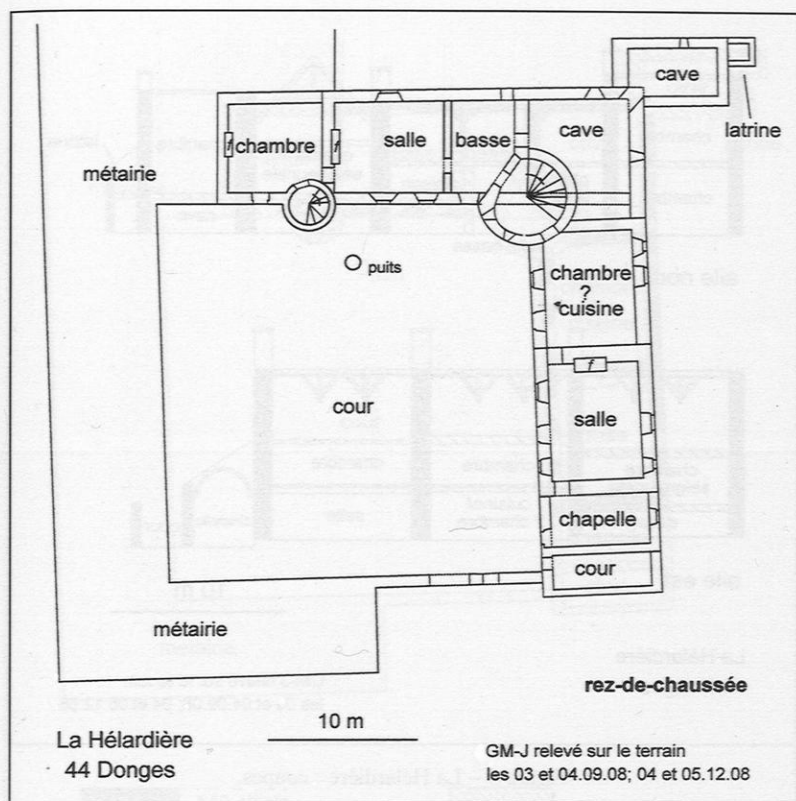 cave
latrine
f chambre f salle basse cave
métairie
puits
chambre
?
cuisine
cour
f
salle
chapelle
cour
métairie
rez-de-chaussée
10 m
La Hélardière
44 Donges
GM-J relevé sur le terrain
les 03 et 04.09.08; 04 et 05.12.08